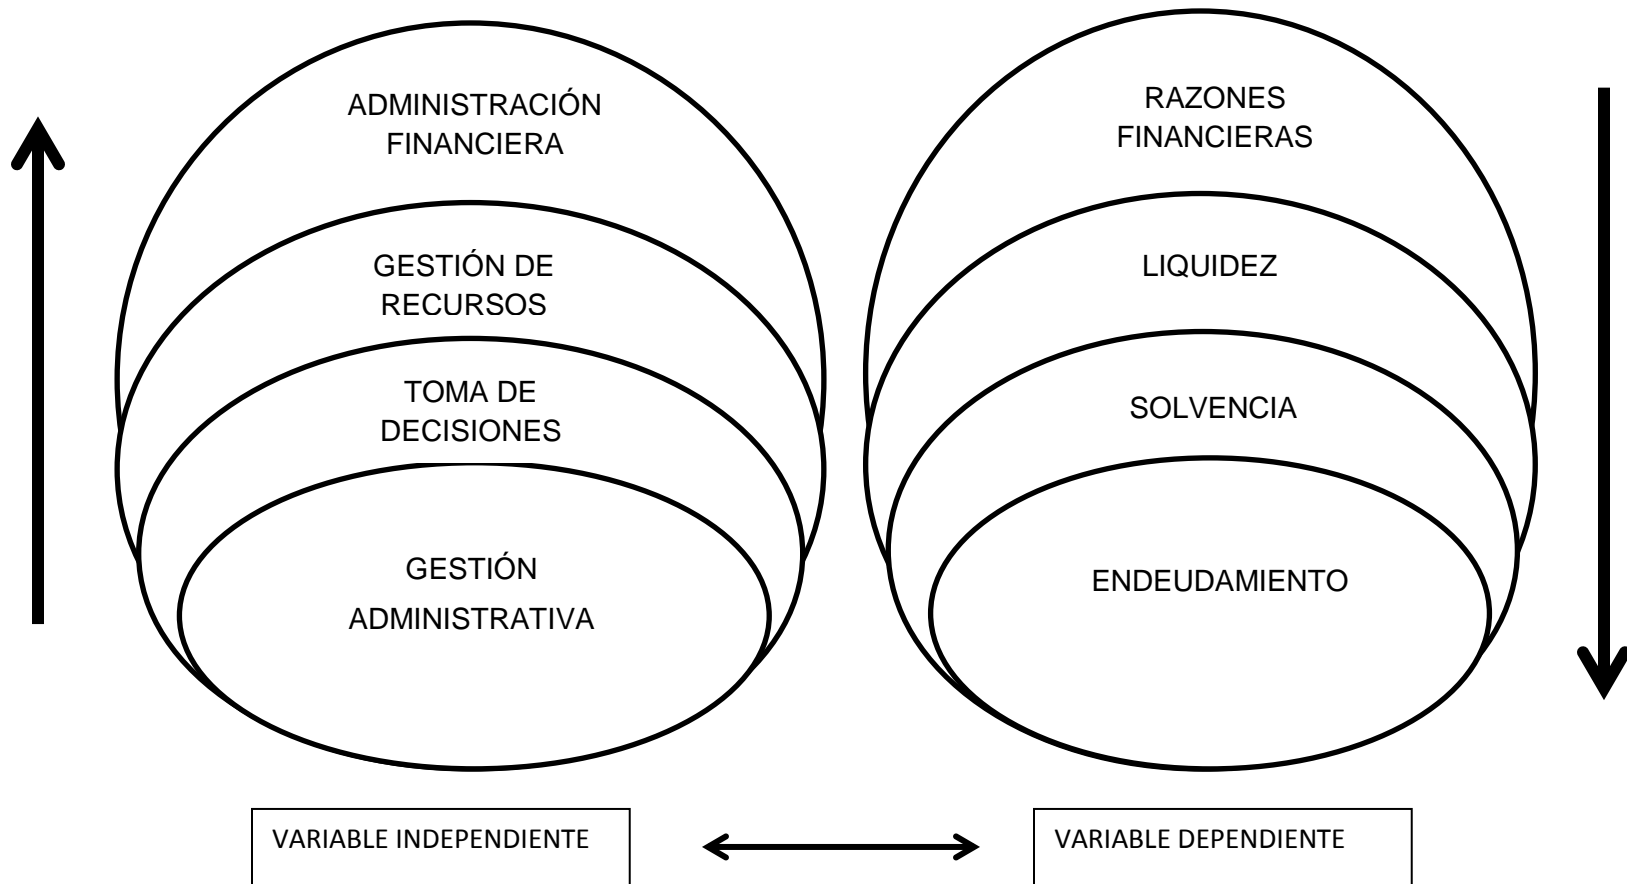 ADMINISTRACIÓN
FINANCIERA
GESTIÓN DE
RECURSOS
TOMA DE
DECISIONES
GESTIÓN
ADMINISTRATIVA
RAZONES
FINANCIERAS
LIQUIDEZ
SOLVENCIA
ENDEUDAMIENTO
VARIABLE INDEPENDIENTE
VARIABLE DEPENDIENTE